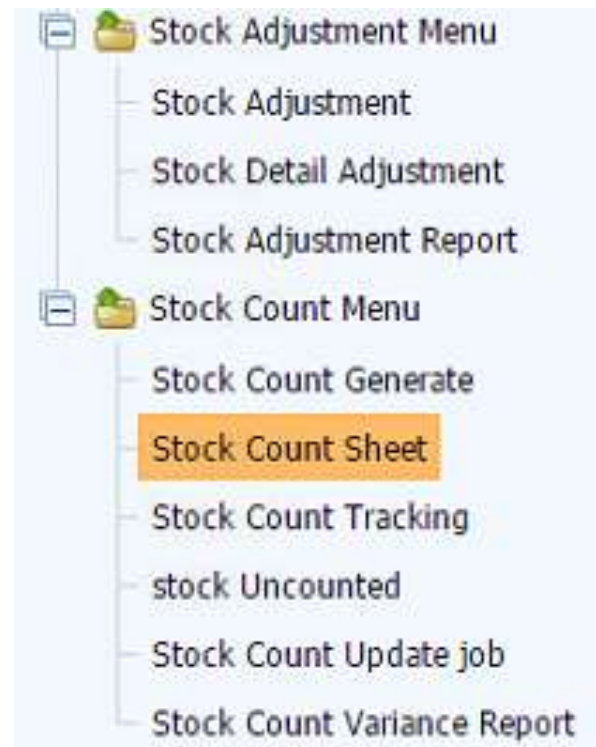 Stock Adjustment Menu
Stock Adjustment
Stock Detail Adjustment
Stock Adjustment Report
Stock Count Menu
Stock Count Generate
Stock Count Sheet
Stock Count Tracking
stock Uncounted
Stock Count Update job
Stock Count Variance Report